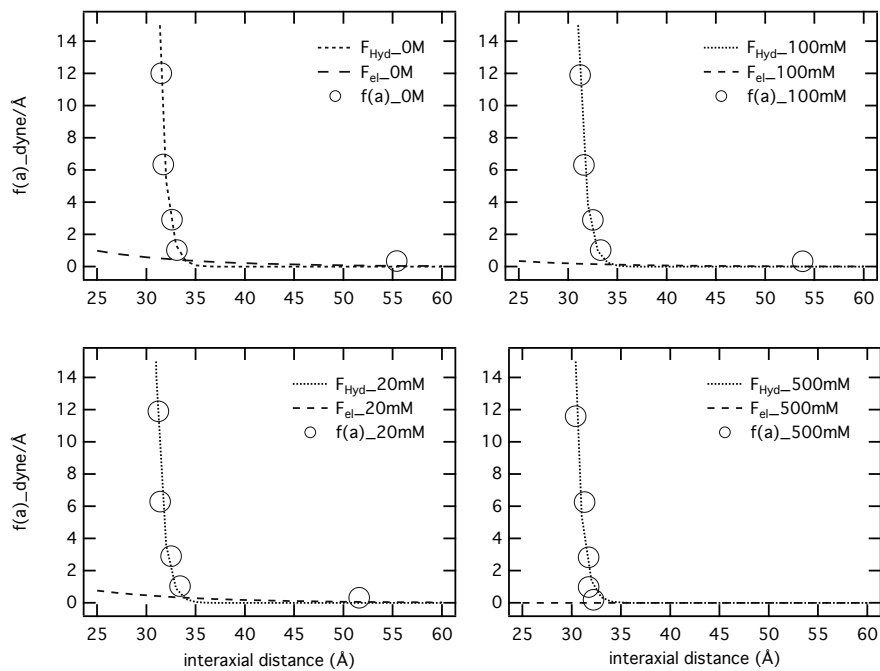 14
12
10
8
6
4
2
0
f(a)_dyne/Å
F_Hyd_0M
F_el_0M
f(a)_0M
25 30 35 40 45 50 55 60
14
12
10
8
6
4
2
0
F_Hyd_100mM
F_el_100mM
f(a)_100mM
25 30 35 40 45 50 55 60
14
12
10
8
6
4
2
0
f(a)_dyne/Å
F_Hyd_20mM
F_el_20mM
f(a)_20mM
25 30 35 40 45 50 55 60
interaxial distance (Å)
14
12
10
8
6
4
2
0
F_Hyd_500mM
F_el_500mM
f(a)_500mM
25 30 35 40 45 50 55 60
interaxial distance (Å)